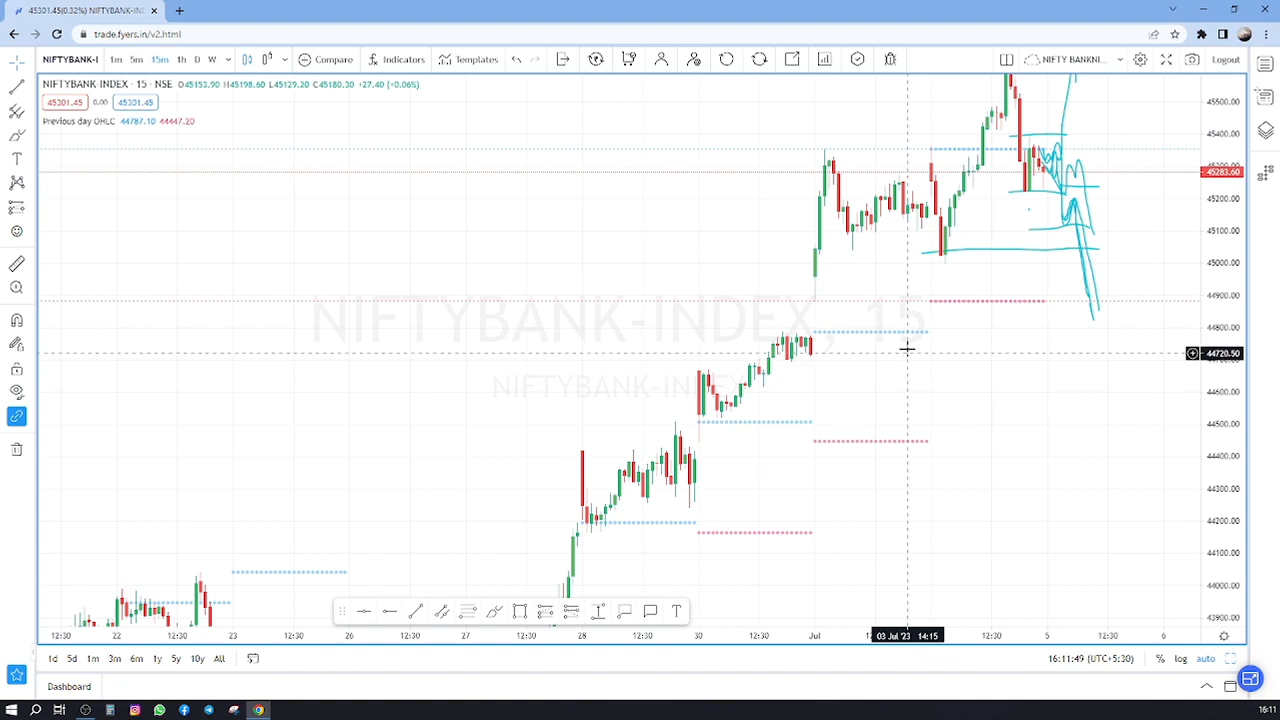 45301.45(0.32%) NIFTYBANK-IND
trade.fyers.in/v2.html
NIFTYBANK-I 1m 5m 15m 1h D W Compare Indicators Templates NIFTY BANKNI... Logout
NIFTYBANK-INDEX · 15 · NSE O45153.90 H45198.60 L45129.20 C45180.30 +27.40 (+0.06%)
45301.45 0.00 45301.45
Previous day OHLC 44787.10 44447.20
NIFTYBANK-INDEX, 15
NIFTYBANK-INDEX
45500.00
45400.00
45300.00
45283.60
45200.00
45100.00
45000.00
44900.00
44800.00
44720.50
44600.00
44500.00
44400.00
44300.00
44200.00
44100.00
44000.00
43900.00
12:30 22 12:30 23 12:30 26 12:30 27 12:30 28 12:30 30 12:30 Jul 03 Jul '23 14:15 12:30 5 12:30 6
1d 5d 1m 3m 6m 1y 5y 10y All 16:11:49 (UTC+5:30) % log auto
Dashboard
16:11